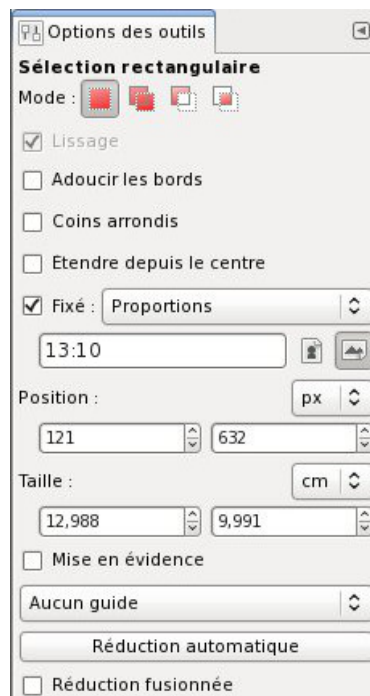 Options des outils
Sélection rectangulaire
Mode :
Lissage
Adoucir les bords
Coins arrondis
Etendre depuis le centre
Fixé : Proportions
13:10
Position : px
121 632
Taille : cm
12,988 9,991
Mise en évidence
Aucun guide
Réduction automatique
Réduction fusionnée